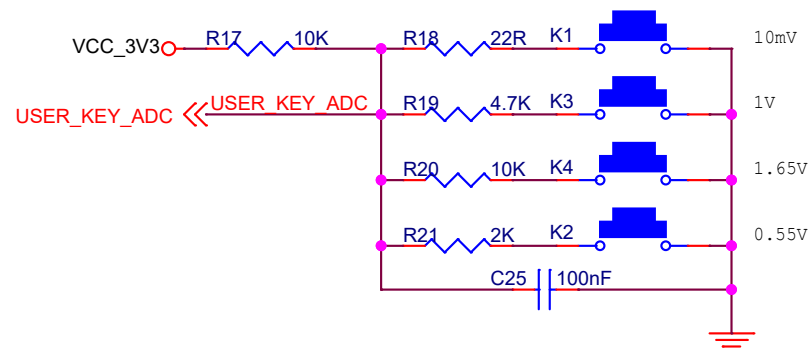 VCC_3V3 R17 10K R18 22R K1 10mV
USER_KEY_ADC USER_KEY_ADC R19 4.7K K3 1V
R20 10K K4 1.65V
R21 2K K2 0.55V
C25 100nF